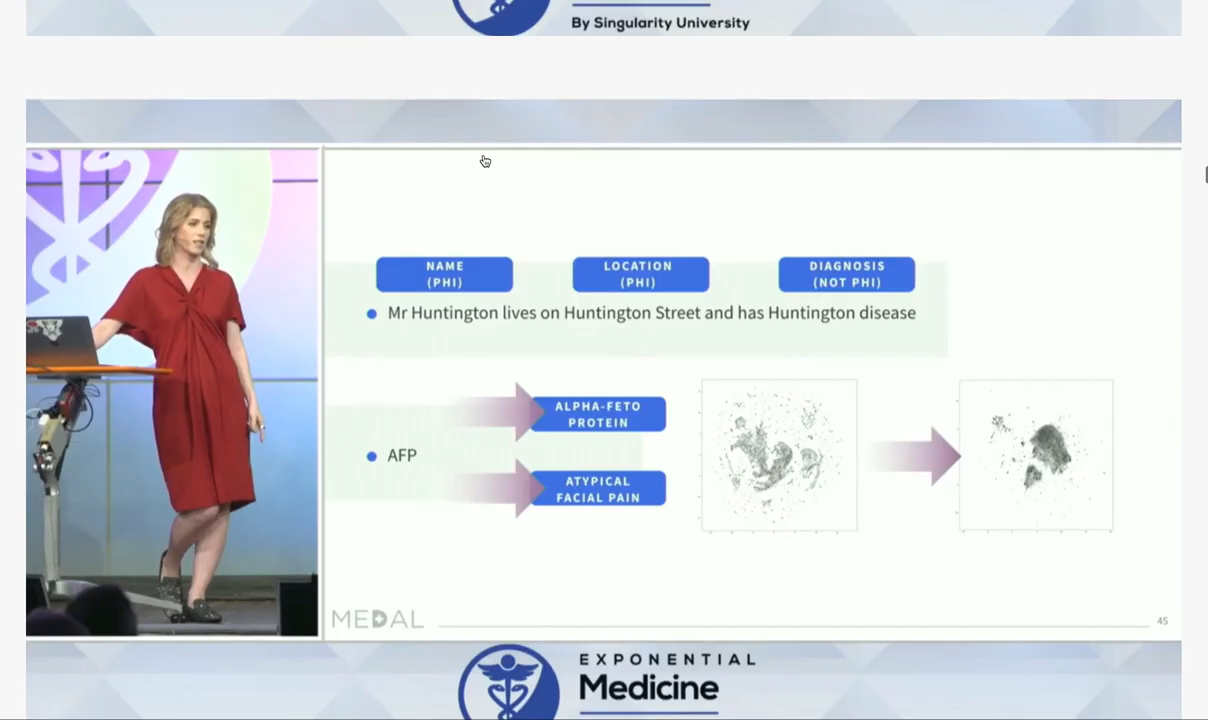 By Singularity University
NAME
(PHI)
LOCATION
(PHI)
DIAGNOSIS
(NOT PHI)
Mr Huntington lives on Huntington Street and has Huntington disease
ALPHA-FETO
PROTEIN
AFP
ATYPICAL
FACIAL PAIN
MEDAL
45
EXPONENTIAL
Medicine